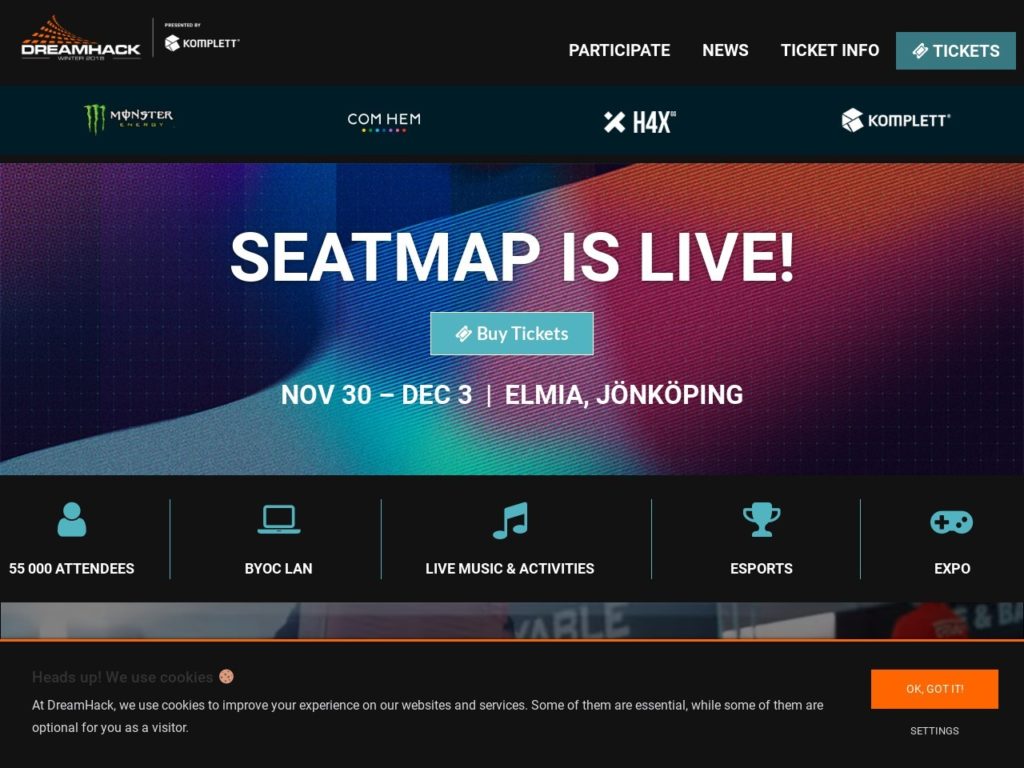 DREAMHACK
WINTER 2018
PRESENTED BY
KOMPLETT®
PARTICIPATE
NEWS
TICKET INFO
TICKETS
MONSTER
ENERGY
COM HEM
H4X
KOMPLETT®
SEATMAP IS LIVE!
Buy Tickets
NOV 30 – DEC 3 | ELMIA, JÖNKÖPING
55 000 ATTENDEES
BYOC LAN
LIVE MUSIC & ACTIVITIES
ESPORTS
EXPO
Heads up! We use cookies
At DreamHack, we use cookies to improve your experience on our websites and services. Some of them are essential, while some of them are
optional for you as a visitor.
OK, GOT IT!
SETTINGS